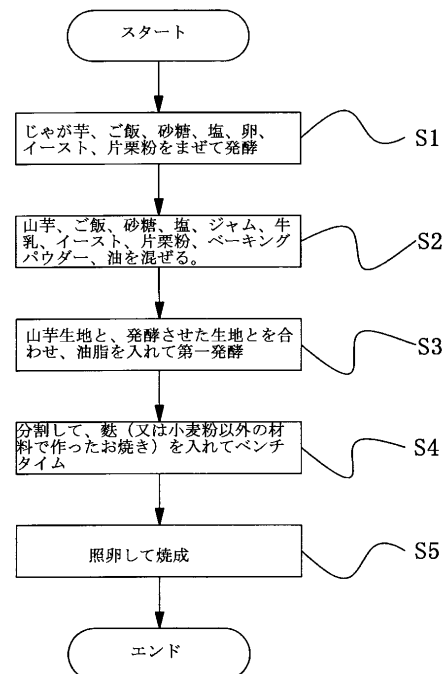 スタート
じゃが芋、ご飯、砂糖、塩、卵、
イースト、片栗粉をまぜて発酵
S1
山芋、ご飯、砂糖、塩、ジャム、牛
乳、イースト、片栗粉、ベーキング
パウダー、油を混ぜる。
S2
山芋生地と、発酵させた生地とを合
わせ、油脂を入れて第一発酵
S3
分割して、麩（又は小麦粉以外の材
料で作ったお焼き）を入れてベンチ
タイム
S4
照卵して焼成
S5
エンド